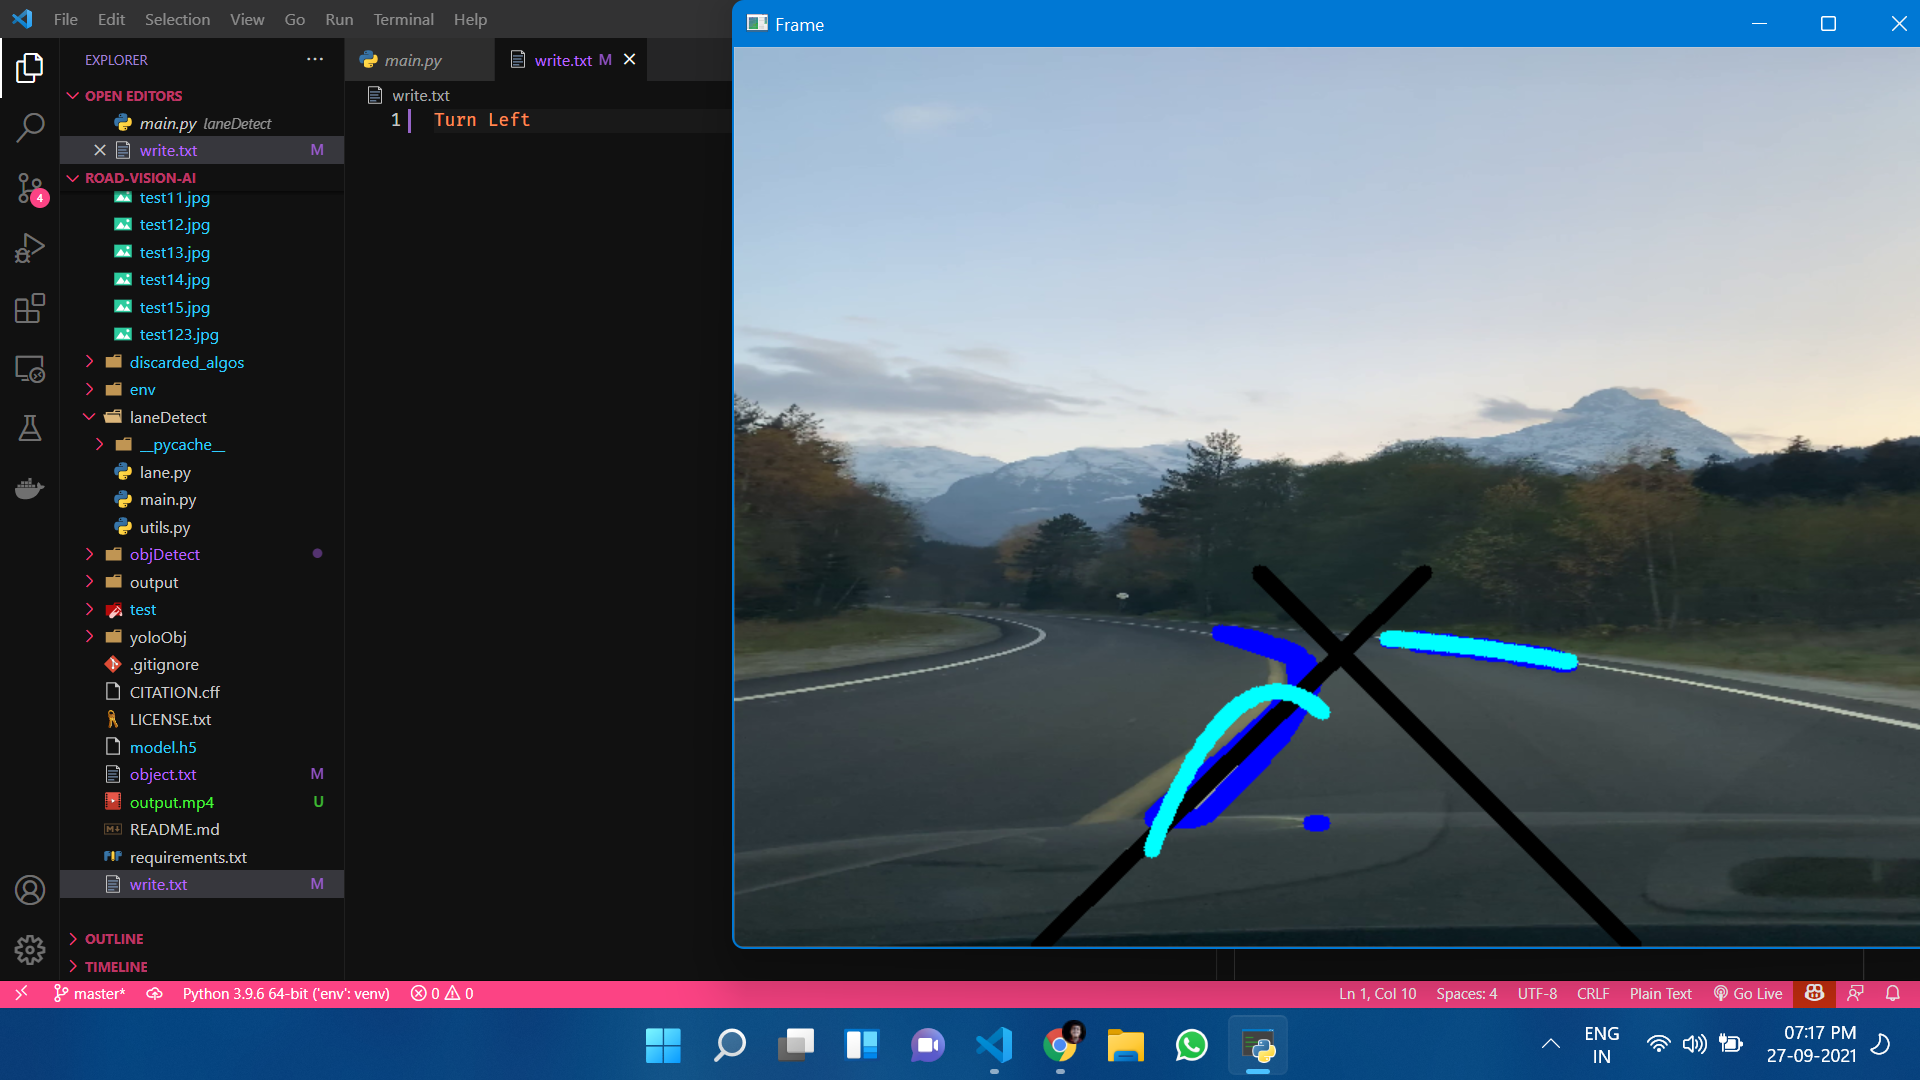 File Edit Selection View Go Run Terminal Help
Frame
EXPLORER
main.py
write.txt M
OPEN EDITORS
main.py laneDetect
write.txt M
write.txt
1 Turn Left
ROAD-VISION-AI
test11.jpg
test12.jpg
test13.jpg
test14.jpg
test15.jpg
test123.jpg
discarded_algos
env
laneDetect
__pycache__
lane.py
main.py
utils.py
objDetect
output
test
yoloObj
.gitignore
CITATION.cff
LICENSE.txt
model.h5
object.txt M
output.mp4 U
README.md
requirements.txt
write.txt M
OUTLINE
TIMELINE
4
master* Python 3.9.6 64-bit ('env': venv) 0 0 Ln 1, Col 10 Spaces: 4 UTF-8 CRLF Plain Text Go Live
ENG
IN
07:17 PM
27-09-2021